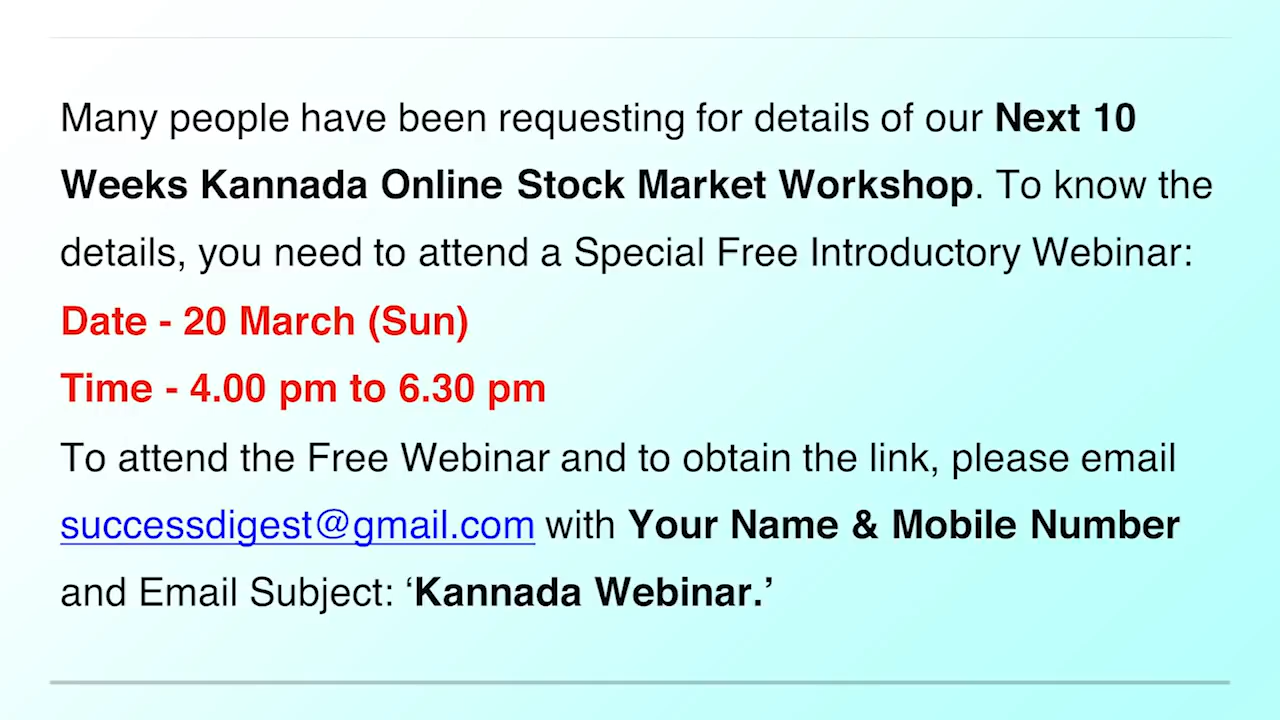 Many people have been requesting for details of our Next 10
Weeks Kannada Online Stock Market Workshop. To know the
details, you need to attend a Special Free Introductory Webinar:
Date - 20 March (Sun)
Time - 4.00 pm to 6.30 pm
To attend the Free Webinar and to obtain the link, please email
successdigest@gmail.com with Your Name & Mobile Number
and Email Subject: ‘Kannada Webinar.’